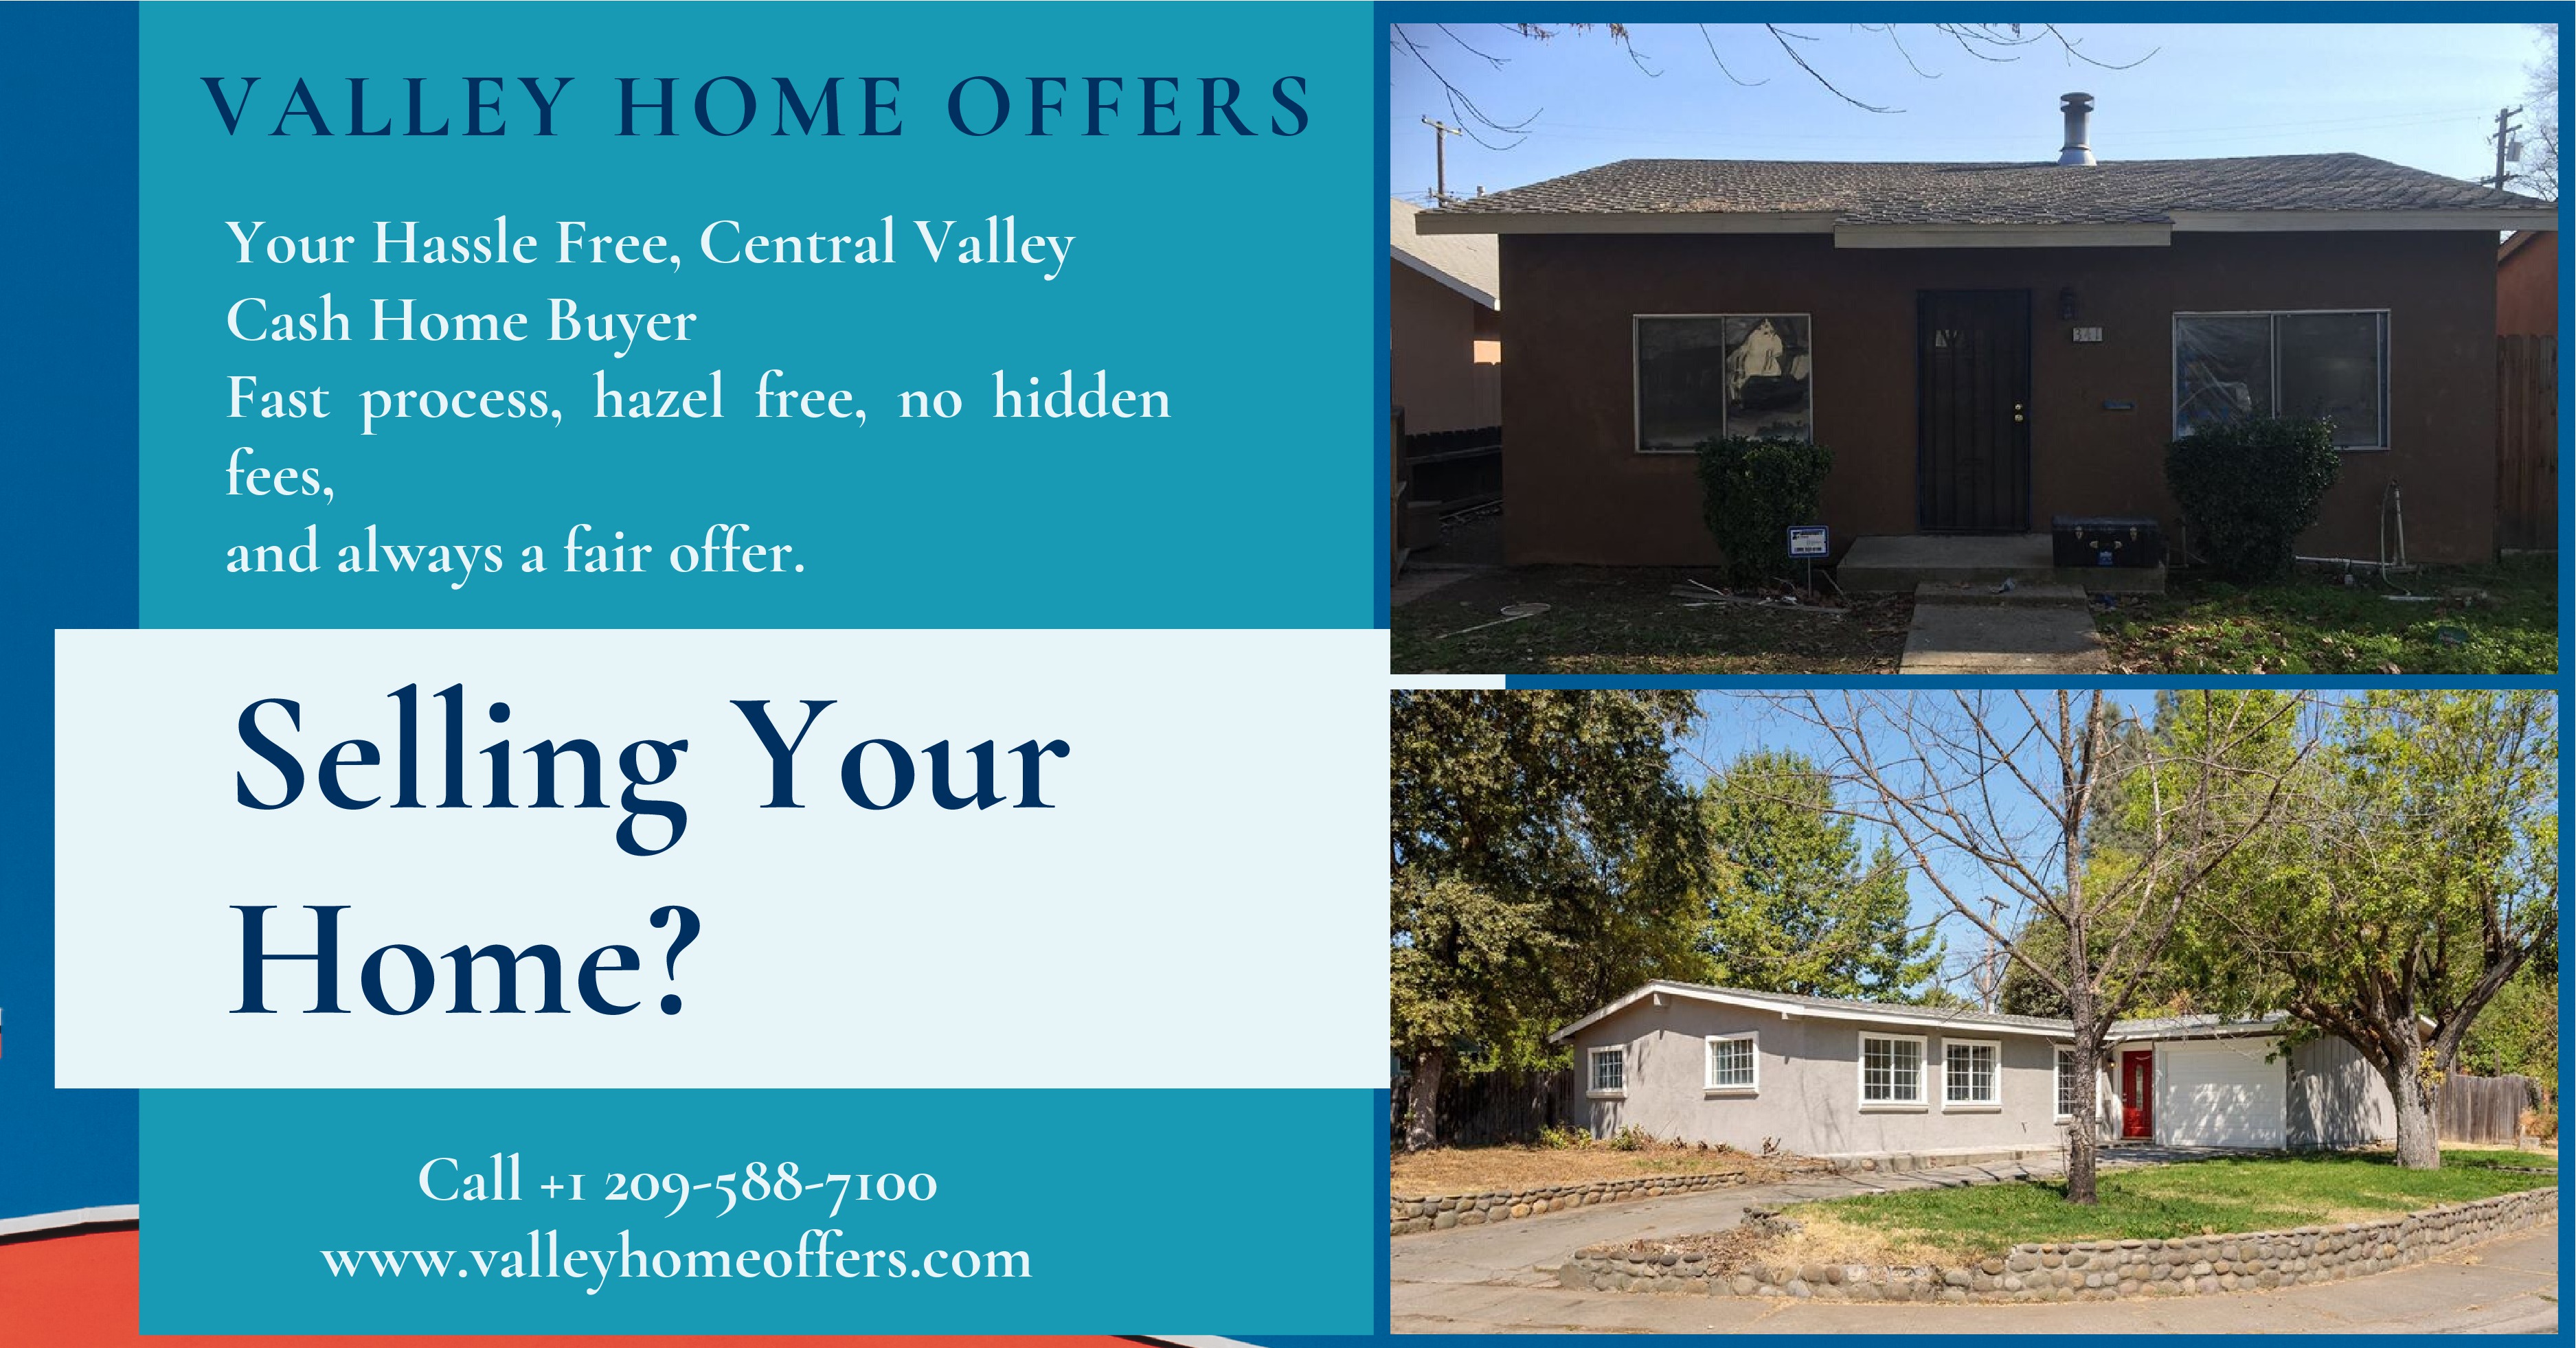 VALLEY HOME OFFERS
Your Hassle Free, Central Valley
Cash Home Buyer
Fast process, hazel free, no hidden
fees,
and always a fair offer.
Selling Your
Home?
Call +1 209-588-7100
www.valleyhomeoffers.com
341